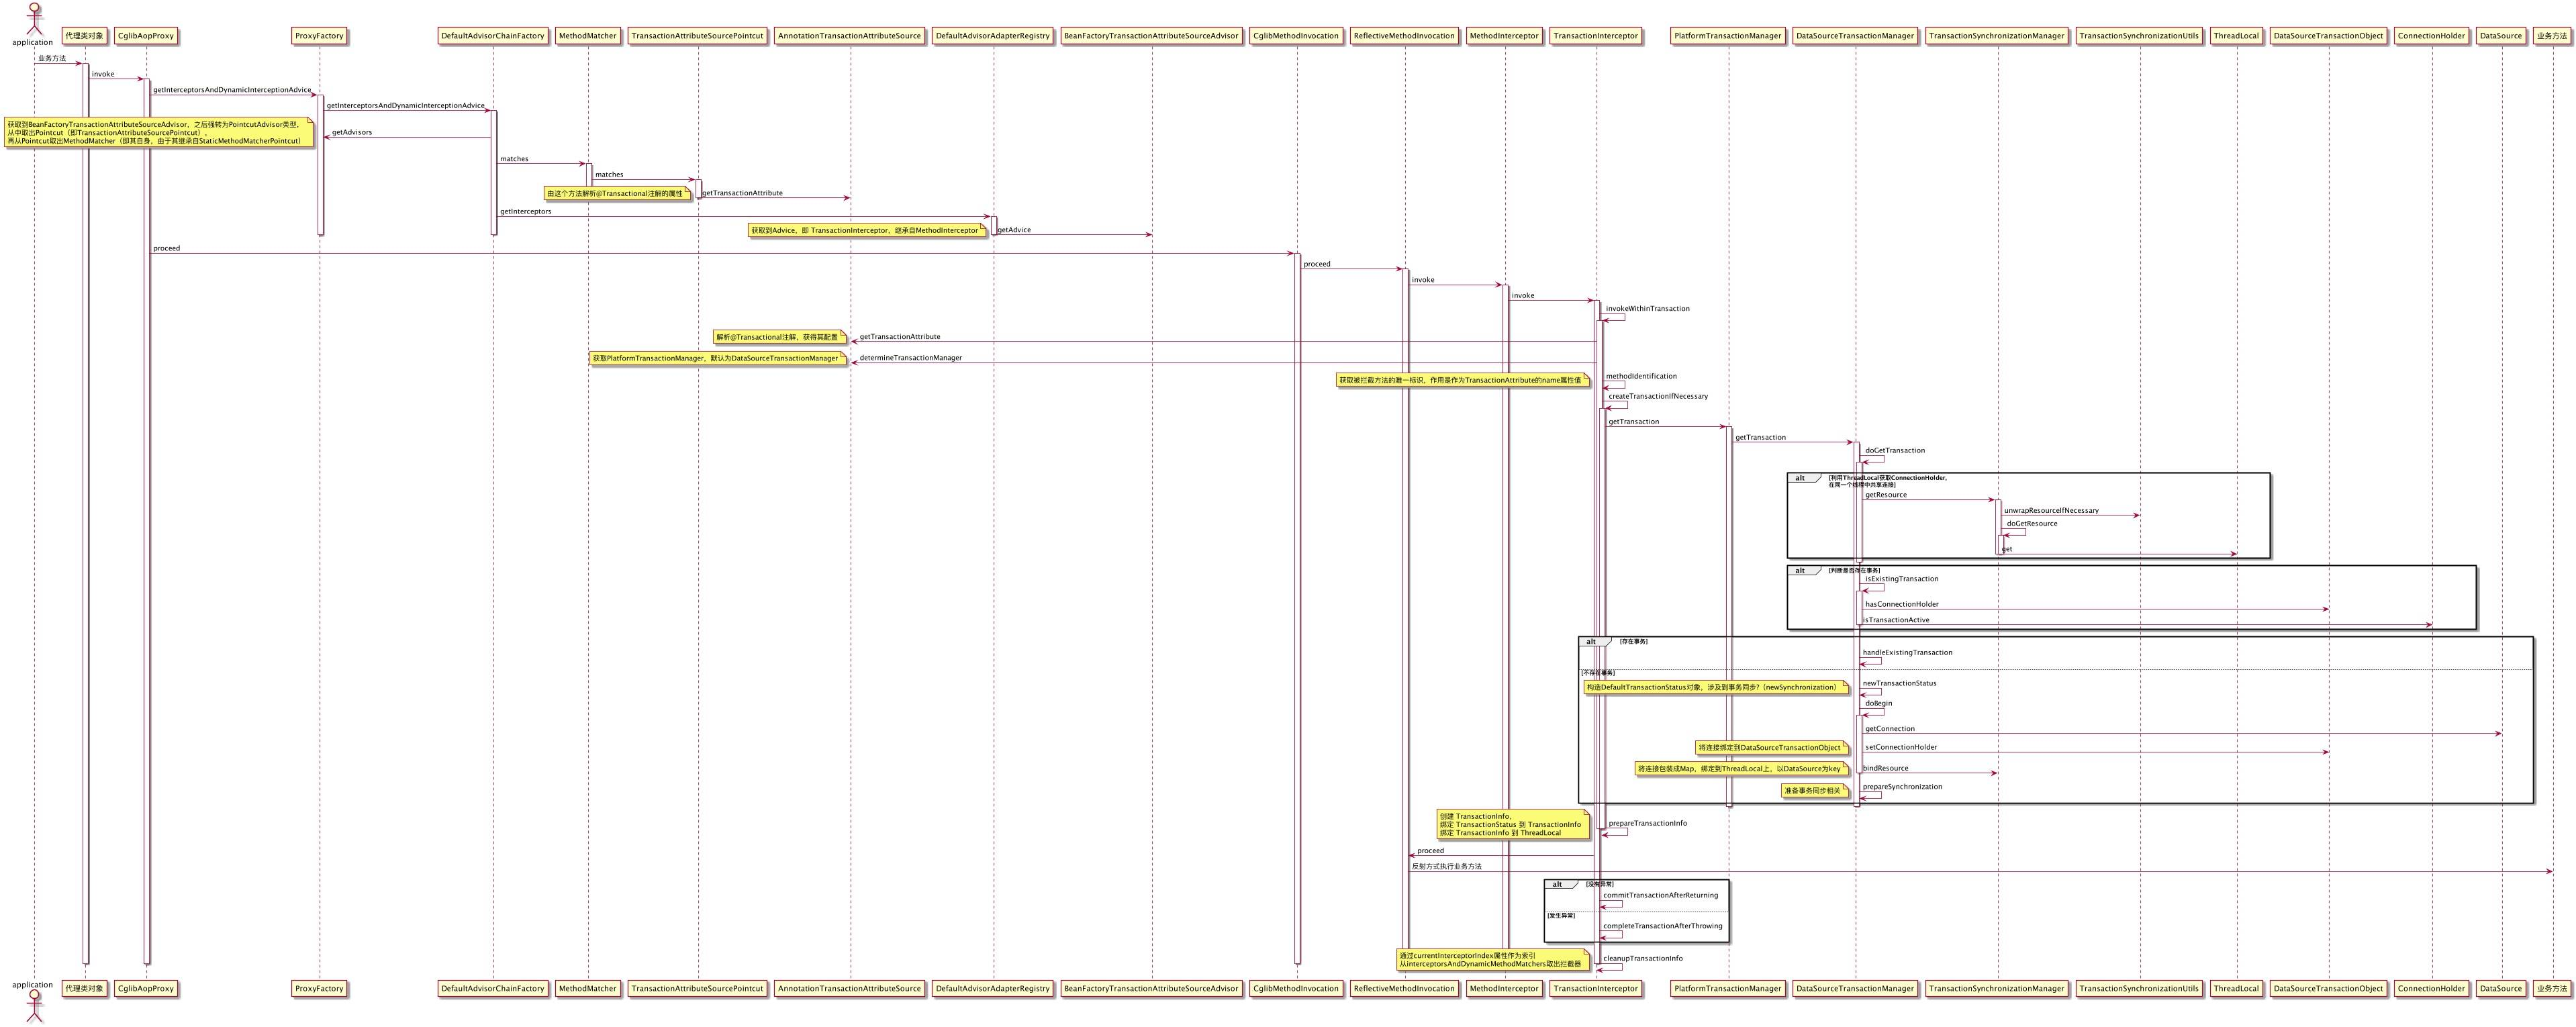 application
代理类对象
CglibAopProxy
ProxyFactory
DefaultAdvisorChainFactory
MethodMatcher
TransactionAttributeSourcePointcut
AnnotationTransactionAttributeSource
DefaultAdvisorAdapterRegistry
BeanFactoryTransactionAttributeSourceAdvisor
CglibMethodInvocation
ReflectiveMethodInvocation
MethodInterceptor
TransactionInterceptor
PlatformTransactionManager
DataSourceTransactionManager
TransactionSynchronizationManager
TransactionSynchronizationUtils
ThreadLocal
DataSourceTransactionObject
ConnectionHolder
DataSource
业务方法
业务方法
invoke
getInterceptorsAndDynamicInterceptionAdvice
getInterceptorsAndDynamicInterceptionAdvice
获取到BeanFactoryTransactionAttributeSourceAdvisor，之后强转为PointcutAdvisor类型，
从中取出Pointcut（即TransactionAttributeSourcePointcut），
再从Pointcut取出MethodMatcher（即其自身，由于其继承自StaticMethodMatcherPointcut）
getAdvisors
matches
matches
由这个方法解析@Transactional注解的属性
getTransactionAttribute
getInterceptors
获取到Advice，即 TransactionInterceptor，继承自MethodInterceptor
getAdvice
proceed
proceed
invoke
invoke
invokeWithinTransaction
解析@Transactional注解，获得其配置
getTransactionAttribute
获取PlatformTransactionManager，默认为DataSourceTransactionManager
determineTransactionManager
获取被拦截方法的唯一标识，作用是作为TransactionAttribute的name属性值
methodIdentification
createTransactionIfNecessary
getTransaction
getTransaction
doGetTransaction
alt
[利用ThreadLocal获取ConnectionHolder,
在同一个线程中共享连接]
getResource
unwrapResourceIfNecessary
doGetResource
get
alt
[判断是否存在事务]
isExistingTransaction
hasConnectionHolder
isTransactionActive
alt
[存在事务]
handleExistingTransaction
[不存在事务]
构造DefaultTransactionStatus对象，涉及到事务同步?（newSynchronization）
newTransactionStatus
doBegin
getConnection
将连接绑定到DataSourceTransactionObject
setConnectionHolder
将连接包装成Map，绑定到ThreadLocal上，以DataSource为key
bindResource
准备事务同步相关
prepareSynchronization
创建 TransactionInfo，
绑定 TransactionStatus 到 TransactionInfo
绑定 TransactionInfo 到 ThreadLocal
prepareTransactionInfo
proceed
反射方式执行业务方法
alt
[没有异常]
commitTransactionAfterReturning
[发生异常]
completeTransactionAfterThrowing
通过currentInterceptorIndex属性作为索引
从interceptorsAndDynamicMethodMatchers取出拦截器
cleanupTransactionInfo
application
代理类对象
CglibAopProxy
ProxyFactory
DefaultAdvisorChainFactory
MethodMatcher
TransactionAttributeSourcePointcut
AnnotationTransactionAttributeSource
DefaultAdvisorAdapterRegistry
BeanFactoryTransactionAttributeSourceAdvisor
CglibMethodInvocation
ReflectiveMethodInvocation
MethodInterceptor
TransactionInterceptor
PlatformTransactionManager
DataSourceTransactionManager
TransactionSynchronizationManager
TransactionSynchronizationUtils
ThreadLocal
DataSourceTransactionObject
ConnectionHolder
DataSource
业务方法